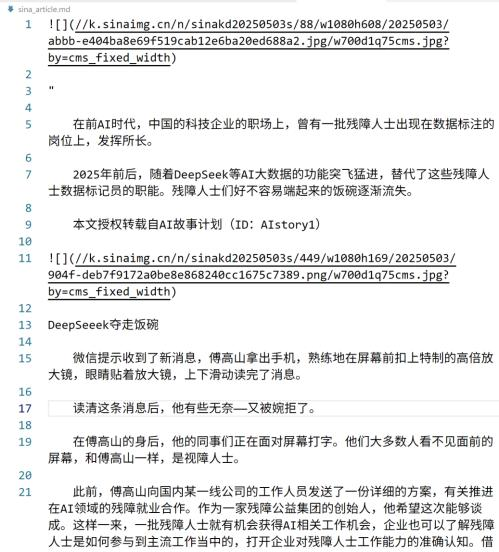 sina_article.md
1 ![](//k.sinaimg.cn/n/sinakd20250503s/88/w1080h608/20250503/
abbb-e404ba8e69f519cab12e6ba20ed688a2.jpg/w700d1q75cms.jpg?
by=cms_fixed_width)
2
3 "
4
5 在前AI时代，中国的科技企业的职场上，曾有一批残障人士出现在数据标注的
岗位上，发挥所长。
6
7 2025年前后，随着DeepSeek等AI大数据的功能突飞猛进，替代了这些残障人
士数据标记员的职能。残障人士们好不容易端起来的饭碗逐渐流失。
8
9 本文授权转载自AI故事计划（ID：AIstory1）
10
11 ![](//k.sinaimg.cn/n/sinakd20250503s/449/w1080h169/20250503/
904f-deb7f9172a0be8e868240cc1675c7389.png/w700d1q75cms.jpg?
by=cms_fixed_width)
12
13 DeepSeeek夺走饭碗
14
15 微信提示收到了新消息，傅高山拿出手机，熟练地在屏幕前扣上特制的高倍放
大镜，眼睛贴着放大镜，上下滑动读完了消息。
16
17 读清这条消息后，他有些无奈——又被婉拒了。
18
19 在傅高山的身后，他的同事们正在面对屏幕打字。他们大多数人看不见面前的
屏幕，和傅高山一样，是视障人士。
20
21 此前，傅高山向国内某一线公司的工作人员发送了一份详细的方案，有关推进
在AI领域的残障就业合作。作为一家残障公益集团的创始人，他希望这次能够谈
成。这样一来，一批残障人士就有机会获得AI相关工作机会，企业也可以了解残障
人士是如何参与到主流工作当中的，打开企业对残障人士工作能力的准确认知。借